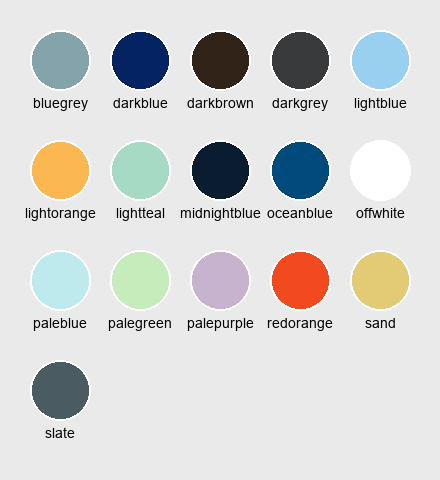 bluegrey darkblue darkbrown darkgrey lightblue
lightorange lightteal midnightblue oceanblue offwhite
paleblue palegreen palepurple redorange sand
slate